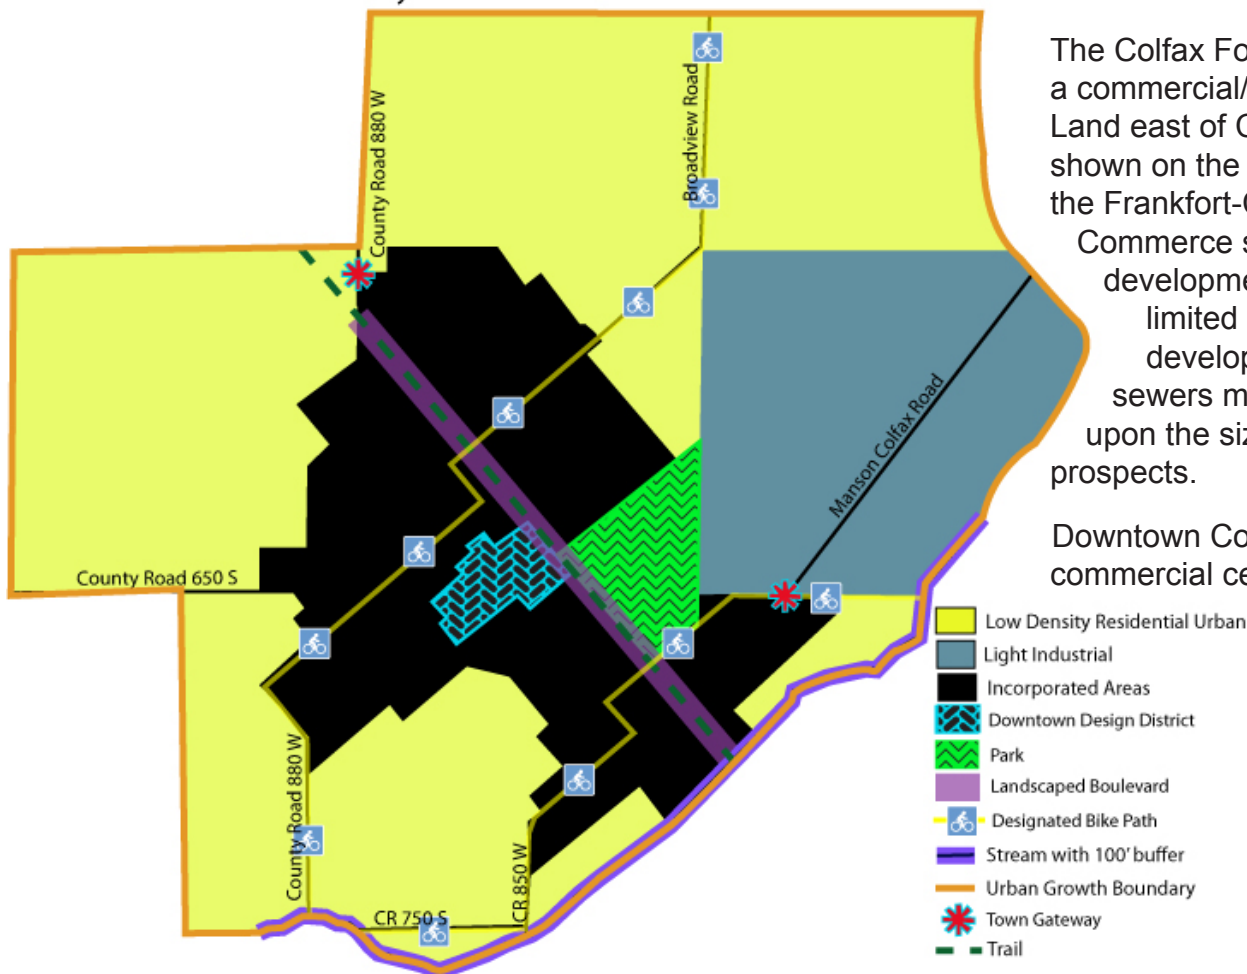 County Road 880 W
Broadview Road
Manson Colfax Road
County Road 650 S
County Road 880 W
CR 850 W
CR 750 S
The Colfax Fo
a commercial/
Land east of C
shown on the
the Frankfort-C
Commerce s
developme
limited
develop
sewers m
upon the siz
prospects.
Downtown Co
commercial ce
Low Density Residential Urban
Light Industrial
Incorporated Areas
Downtown Design District
Park
Landscaped Boulevard
Designated Bike Path
Stream with 100' buffer
Urban Growth Boundary
Town Gateway
Trail